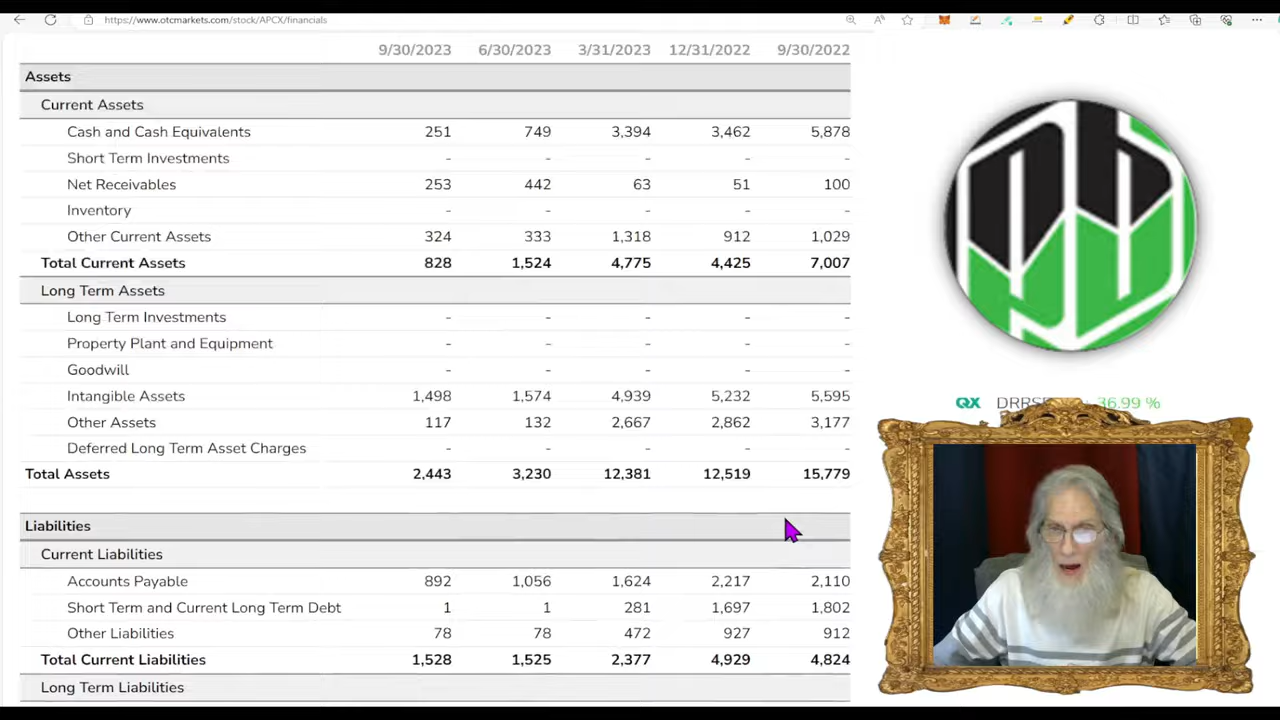 https://www.otcmarkets.com/stock/APCX/financials
9/30/2023 6/30/2023 3/31/2023 12/31/2022 9/30/2022
Assets
Current Assets
Cash and Cash Equivalents 251 749 3,394 3,462 5,878
Short Term Investments - - - - -
Net Receivables 253 442 63 51 100
Inventory - - - - -
Other Current Assets 324 333 1,318 912 1,029
Total Current Assets 828 1,524 4,775 4,425 7,007
Long Term Assets
Long Term Investments - - - - -
Property Plant and Equipment - - - - -
Goodwill - - - - -
Intangible Assets 1,498 1,574 4,939 5,232 5,595
Other Assets 117 132 2,667 2,862 3,177
Deferred Long Term Asset Charges - - - - -
Total Assets 2,443 3,230 12,381 12,519 15,779
Liabilities
Current Liabilities
Accounts Payable 892 1,056 1,624 2,217 2,110
Short Term and Current Long Term Debt 1 1 281 1,697 1,802
Other Liabilities 78 78 472 927 912
Total Current Liabilities 1,528 1,525 2,377 4,929 4,824
Long Term Liabilities
QX 36.99 %